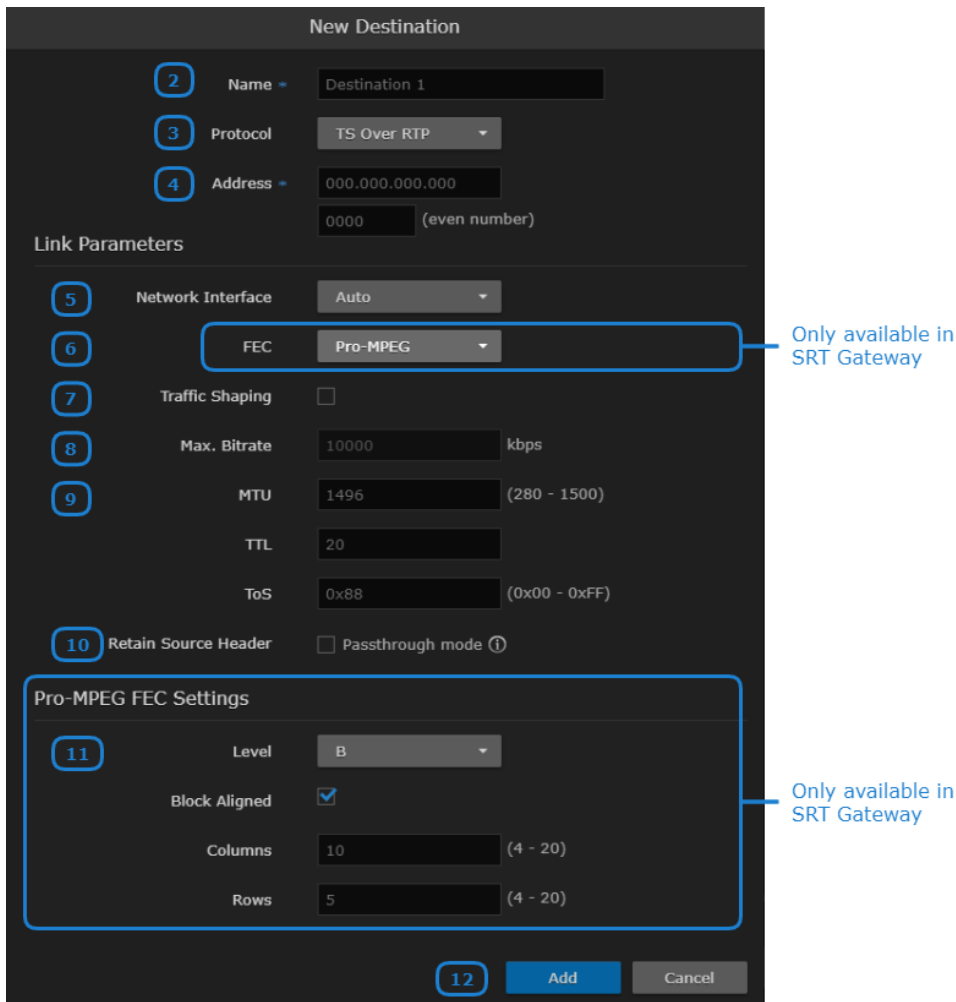 New Destination
2 Name * Destination 1
3 Protocol TS Over RTP
4 Address * 000.000.000.000
0000 (even number)
Link Parameters
5 Network Interface Auto
6 FEC Pro-MPEG
Only available in
SRT Gateway
7 Traffic Shaping
8 Max. Bitrate 10000 kbps
9 MTU 1496 (280 - 1500)
TTL 20
ToS 0x88 (0x00 - 0xFF)
10 Retain Source Header Passthrough mode ⓘ
Pro-MPEG FEC Settings
11 Level B
Block Aligned
Only available in
SRT Gateway
Columns 10 (4 - 20)
Rows 5 (4 - 20)
12 Add Cancel